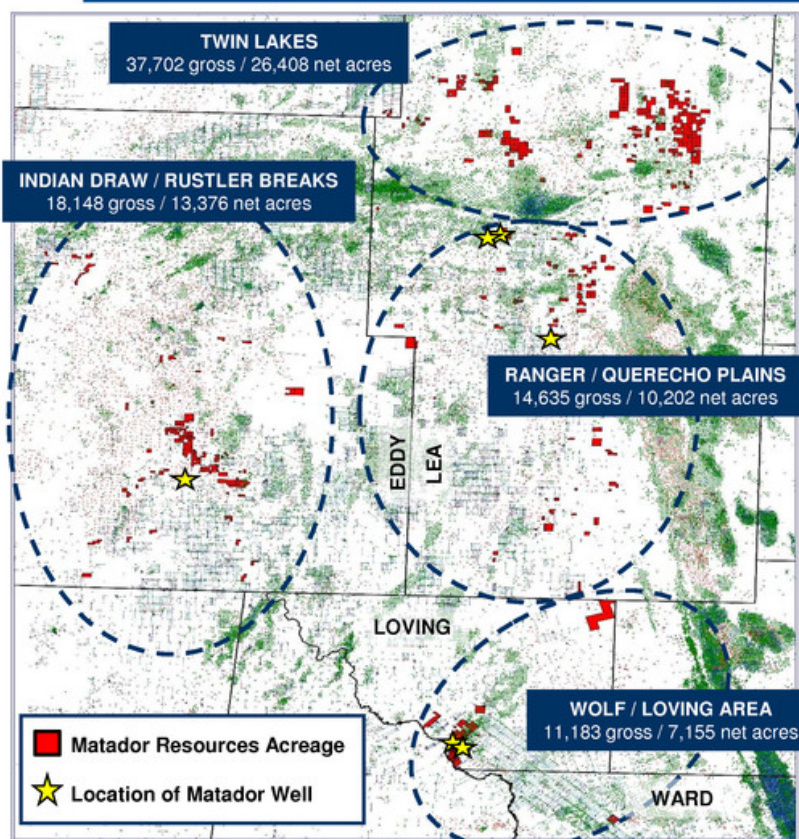 TWIN LAKES
37,702 gross / 26,408 net acres
INDIAN DRAW / RUSTLER BREAKS
18,148 gross / 13,376 net acres
RANGER / QUERECHO PLAINS
14,635 gross / 10,202 net acres
EDDY
LEA
LOVING
WOLF / LOVING AREA
11,183 gross / 7,155 net acres
Matador Resources Acreage
Location of Matador Well
WARD